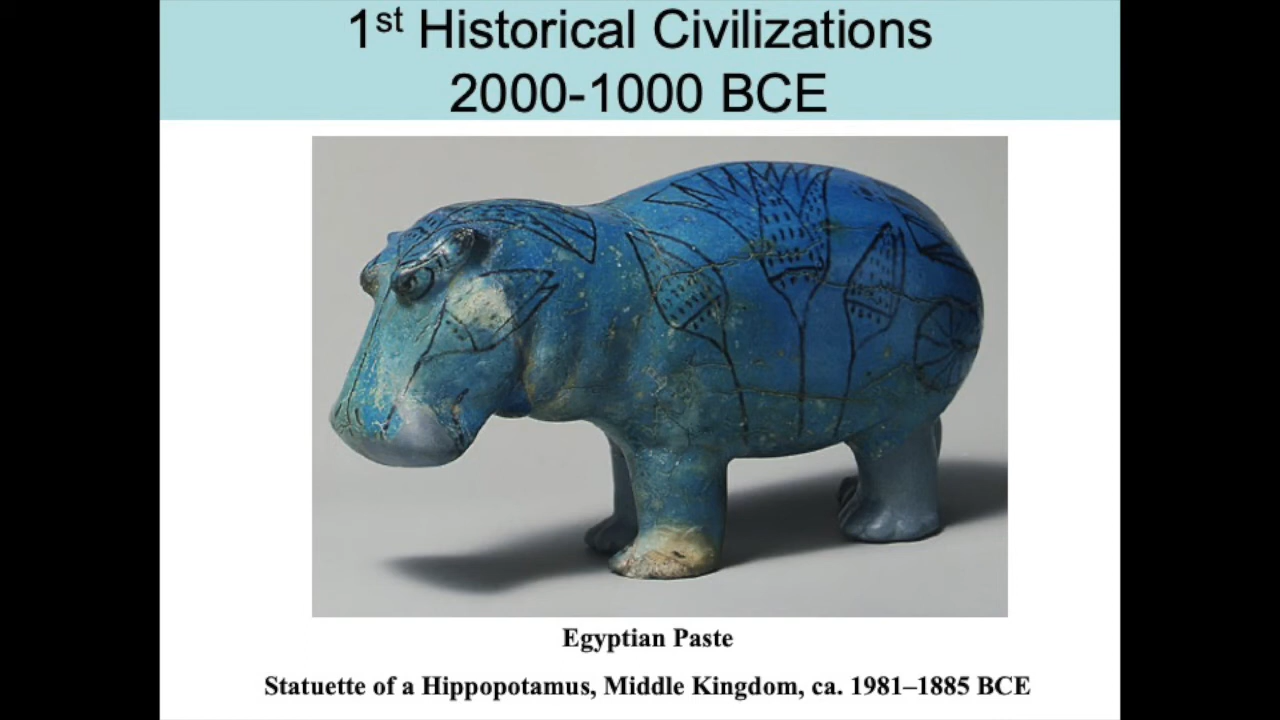 1st Historical Civilizations
2000-1000 BCE
Egyptian Paste
Statuette of a Hippopotamus, Middle Kingdom, ca. 1981–1885 BCE